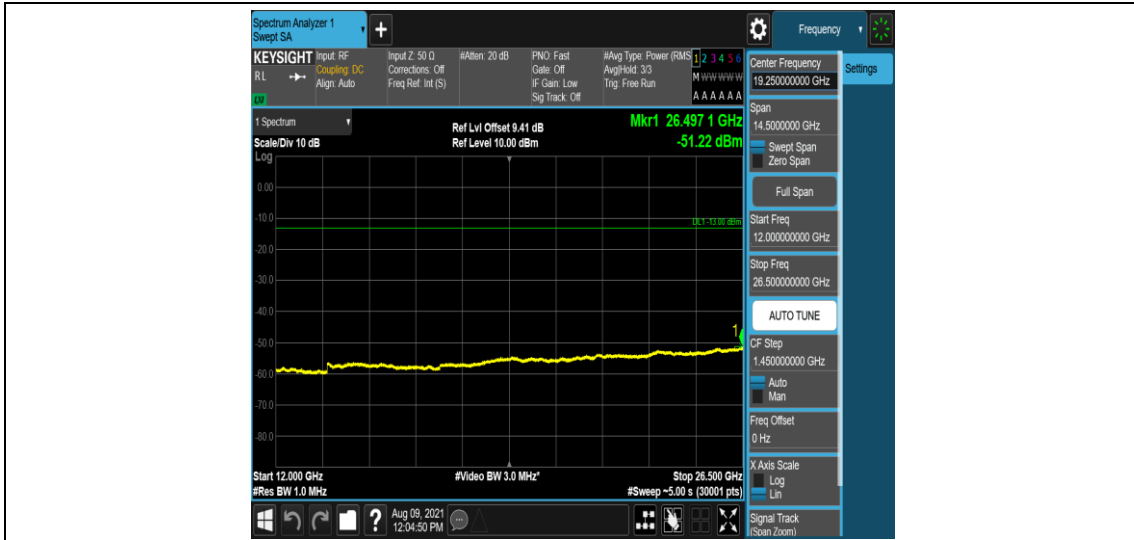 Spectrum Analyzer 1
Swept SA
Frequency
KEYSIGHT
Input: RF
Input Z: 50 Ω
#Atten: 20 dB
PNO: Fast
#Avg Type: Power (RMS
1 2 3 4 5 6
RL
Coupling: DC
Corrections: Off
Gate: Off
Avg|Hold: 3/3
M W W W W W
Align: Auto
Freq Ref: Int (S)
IF Gain: Low
Trig: Free Run
Sig Track: Off
A A A A A A
1 Spectrum
Ref Lvl Offset 9.41 dB
Mkr1 26.497 1 GHz
Scale/Div 10 dB
Ref Level 10.00 dBm
-51.22 dBm
Log
0.00
-10.0
DL1 -13.00 dBm
-20.0
-30.0
-40.0
1
-50.0
-60.0
-70.0
-80.0
Start 12.000 GHz
#Video BW 3.0 MHz*
Stop 26.500 GHz
#Res BW 1.0 MHz
#Sweep ~5.00 s (30001 pts)
Aug 09, 2021
12:04:50 PM
Center Frequency
19.250000000 GHz
Settings
Span
14.5000000 GHz
Swept Span
Zero Span
Full Span
Start Freq
12.000000000 GHz
Stop Freq
26.500000000 GHz
AUTO TUNE
CF Step
1.450000000 GHz
Auto
Man
Freq Offset
0 Hz
X Axis Scale
Log
Lin
Signal Track
(Span Zoom)